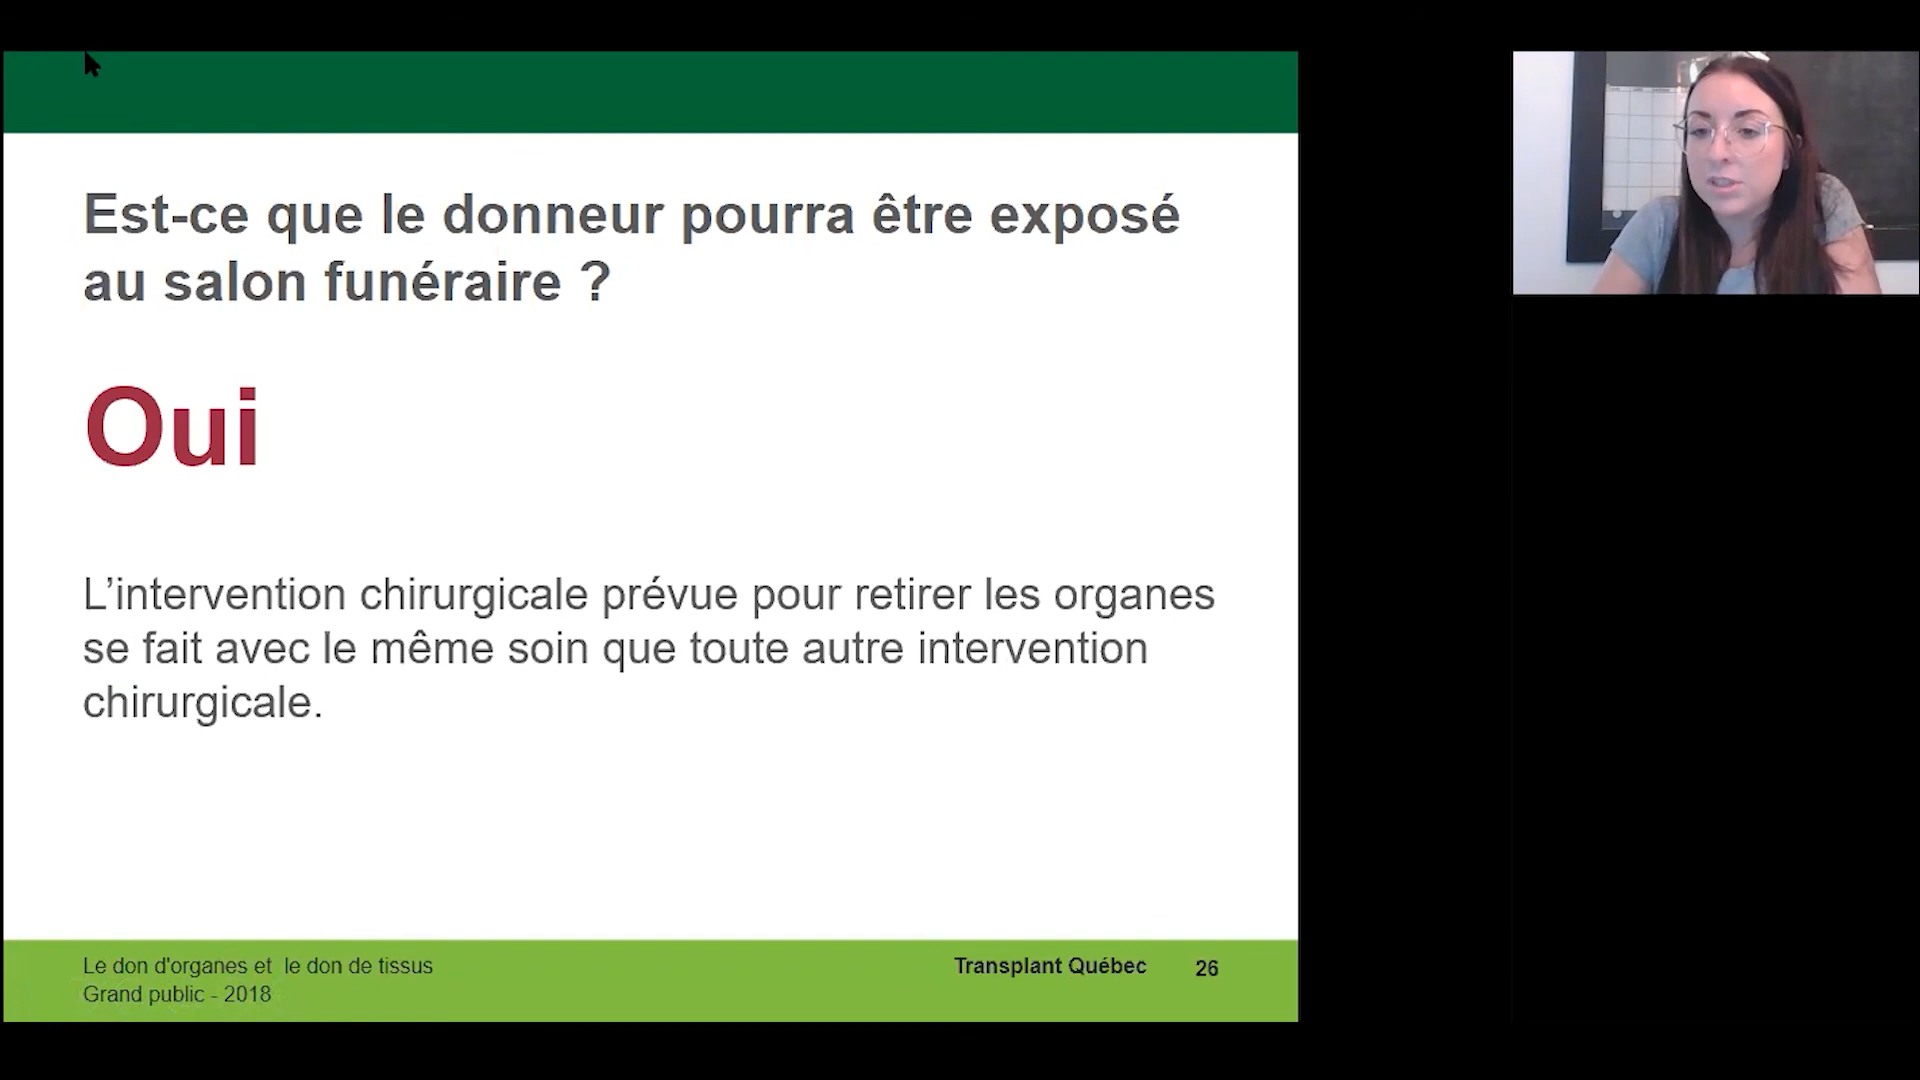 Est-ce que le donneur pourra être exposé
au salon funéraire ?
Oui
L’intervention chirurgicale prévue pour retirer les organes
se fait avec le même soin que toute autre intervention
chirurgicale.
Le don d'organes et  le don de tissus
Grand public - 2018
Transplant Québec
26